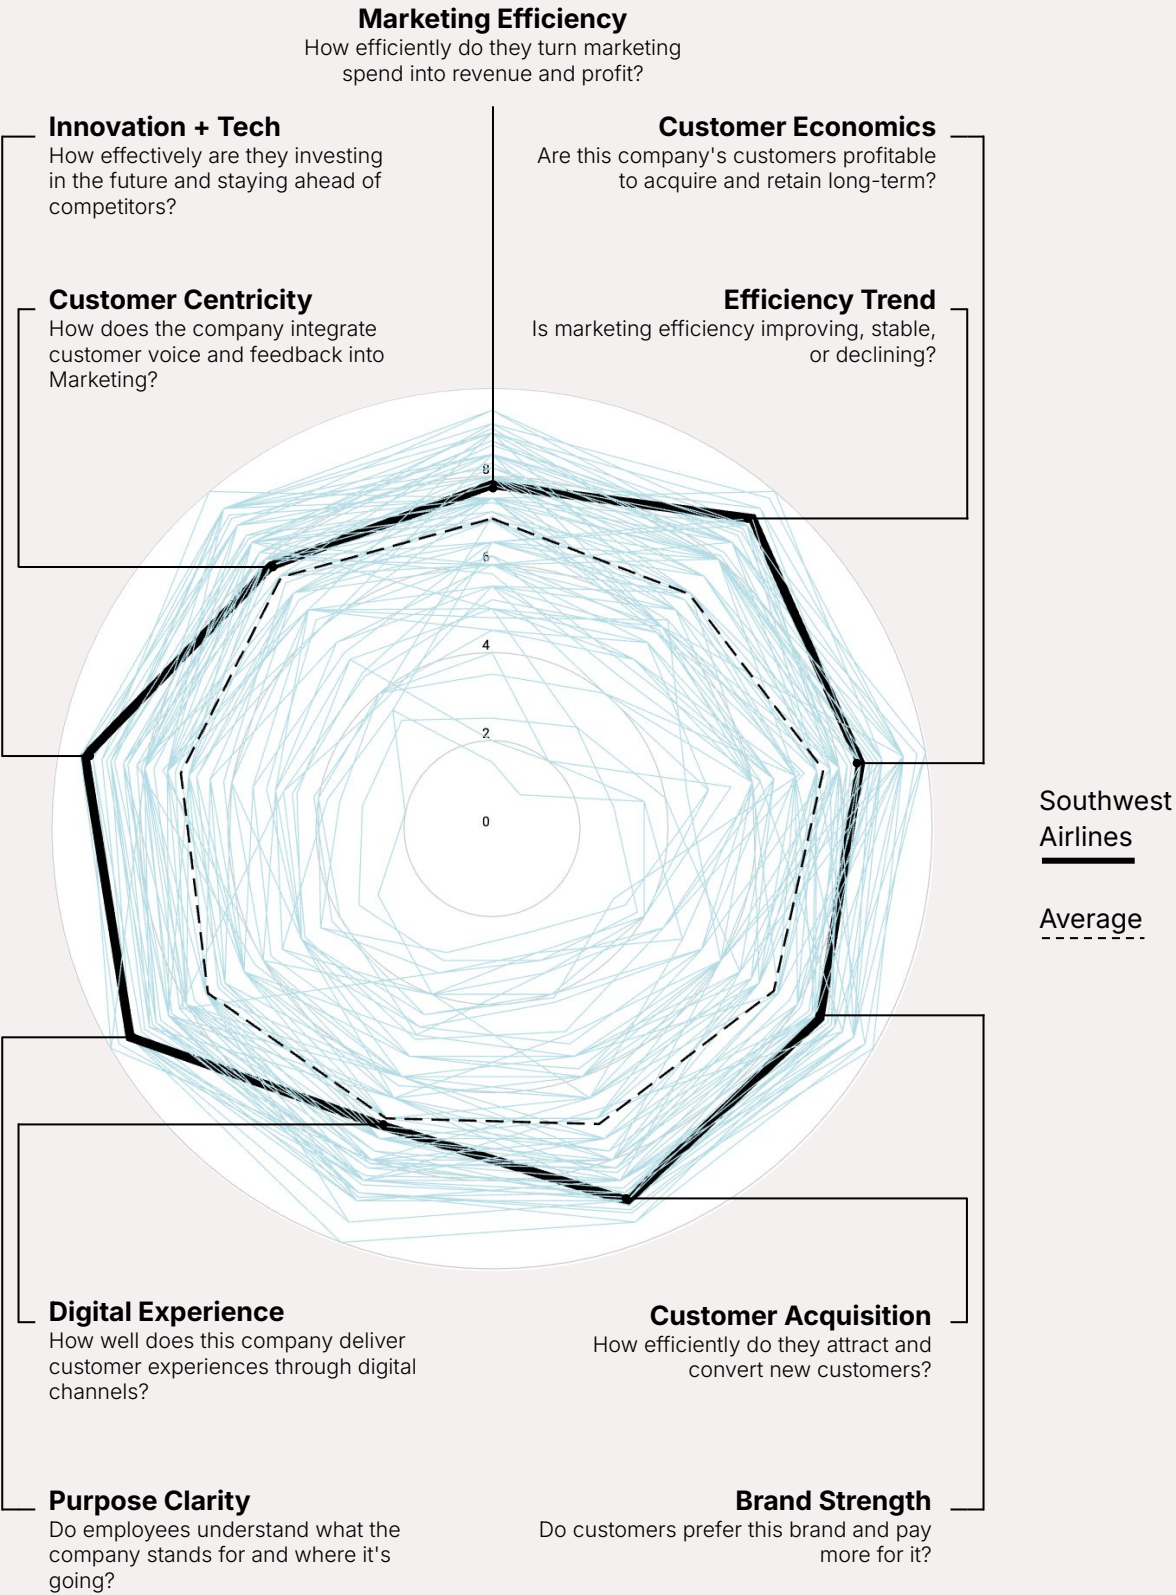 Marketing Efficiency
How efficiently do they turn marketing
spend into revenue and profit?
Innovation + Tech
How effectively are they investing
in the future and staying ahead of
competitors?
Customer Economics
Are this company's customers profitable
to acquire and retain long-term?
Customer Centricity
How does the company integrate
customer voice and feedback into
Marketing?
Efficiency Trend
Is marketing efficiency improving, stable,
or declining?
8
6
4
2
0
Southwest
Airlines
Average
Digital Experience
How well does this company deliver
customer experiences through digital
channels?
Customer Acquisition
How efficiently do they attract and
convert new customers?
Purpose Clarity
Do employees understand what the
company stands for and where it's
going?
Brand Strength
Do customers prefer this brand and pay
more for it?